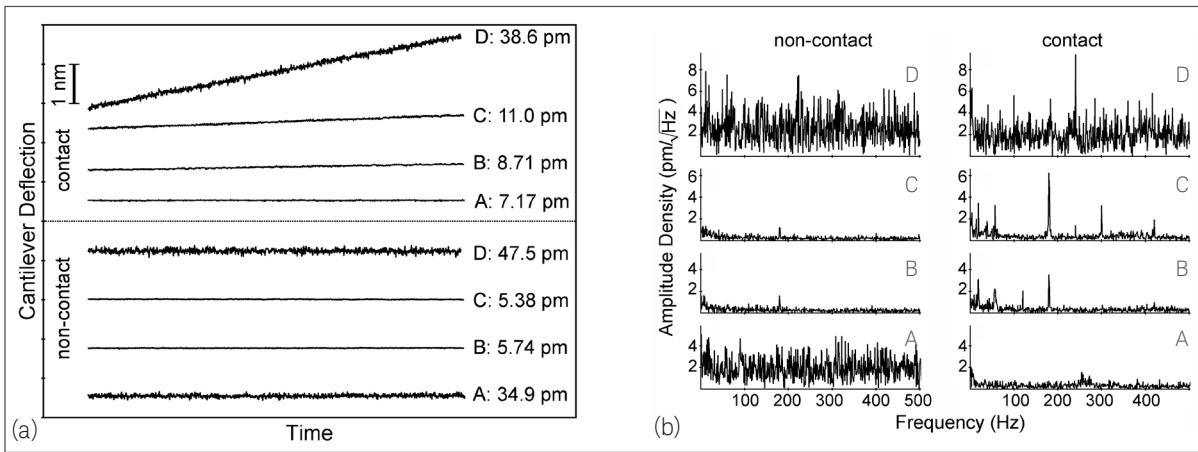 Cantilever Deflection
contact
non-contact
1 nm
D: 38.6 pm
C: 11.0 pm
B: 8.71 pm
A: 7.17 pm
D: 47.5 pm
C: 5.38 pm
B: 5.74 pm
A: 34.9 pm
(a)
Time
non-contact
contact
Amplitude Density (pm/√Hz)
8
6
4
2
D
D
8
6
4
2
6
4
2
C
C
6
4
2
4
2
B
B
4
2
4
2
A
A
4
2
100
200
300
400
500
100
200
300
400
(b)
Frequency (Hz)